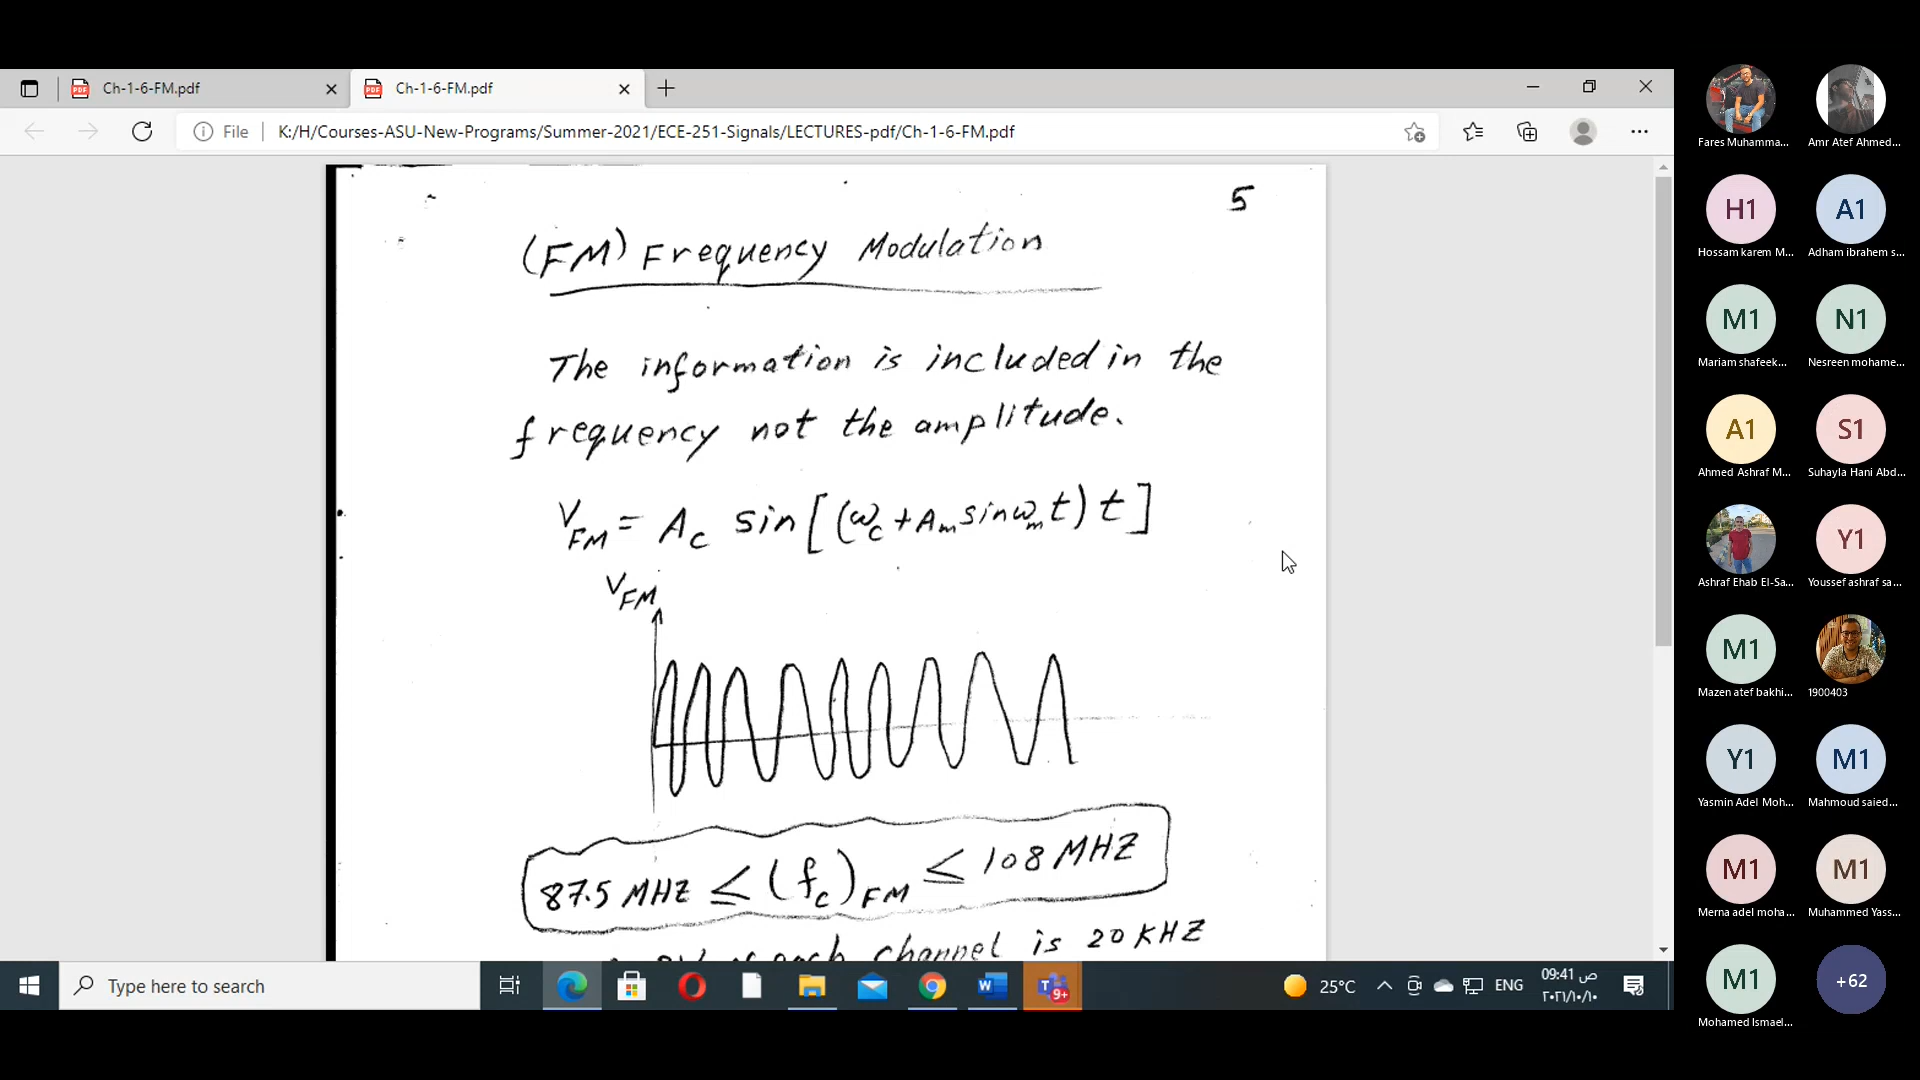 Ch-1-6-FM.pdf
Ch-1-6-FM.pdf
File
K:/H/Courses-ASU-New-Programs/Summer-2021/ECE-251-Signals/LECTURES-pdf/Ch-1-6-FM.pdf
5
(FM) Frequency Modulation
The information is included in the
frequency not the amplitude.
V_FM = A_c sin[(ω_c + A_m sin ω_m t) t]
V_FM
87.5 MHZ ≤ (f_c)_FM ≤ 108 MHZ
each channel is 20 KHZ
Type here to search
W
9+
25°C
ENG
09:41 ص
٢٠٢١/١٠/١٠
Fares Muhamma...
Amr Atef Ahmed...
H1
A1
Hossam karem M...
Adham ibrahem s...
M1
N1
Mariam shafeek...
Nesreen mohame...
A1
S1
Ahmed Ashraf M...
Suhayla Hani Abd...
Y1
Ashraf Ehab El-Sa...
Youssef ashraf sa...
M1
Mazen atef bakhi...
1900403
Y1
M1
Yasmin Adel Moh...
Mahmoud saied...
M1
M1
Merna adel moha...
Muhammed Yass...
M1
+62
Mohamed Ismael...